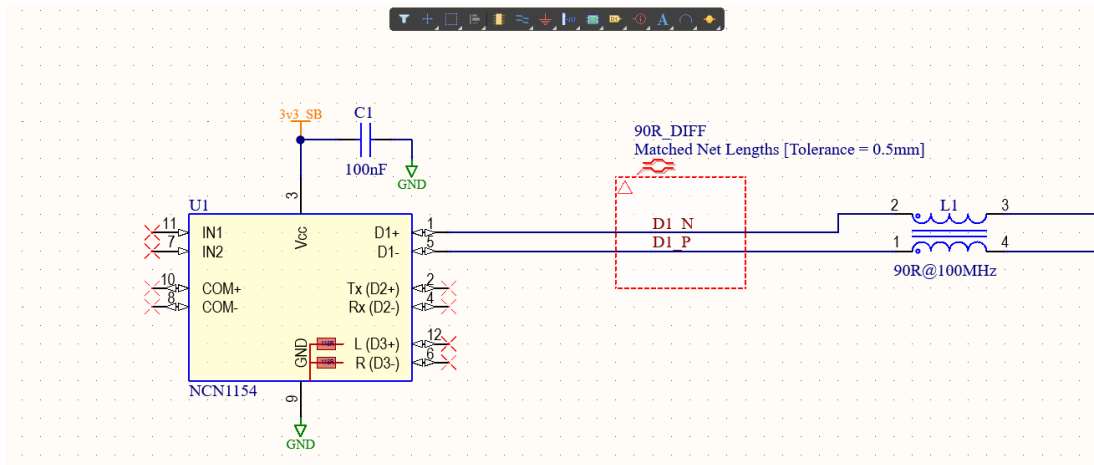 A
3v3_SB
C1
100nF
GND
90R_DIFF
Matched Net Lengths [Tolerance = 0.5mm]
U1
3
Vcc
11 IN1
7 IN2
10 COM+
8 COM-
D1+ 1
D1- 5
Tx (D2+) 2
Rx (D2-) 4
L (D3+) 12
R (D3-) 6
GND
NCN1154
9
GND
D1_N
D1_P
2 L1 3
1 4
90R@100MHz